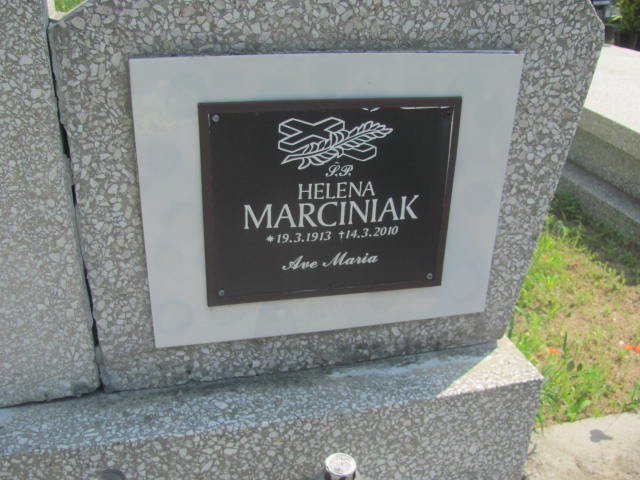 Ś.P.
HELENA
MARCINIAK
*19.3.1913 †14.3.2010
Ave Maria